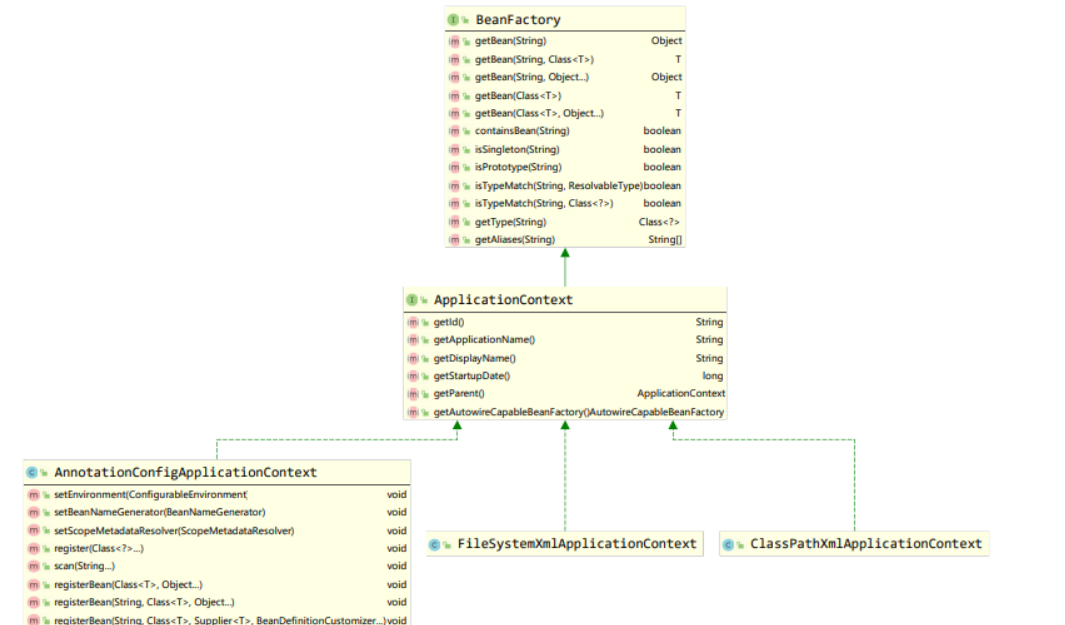 BeanFactory
getBean(String) Object
getBean(String, Class<T>) T
getBean(String, Object...) Object
getBean(Class<T>) T
getBean(Class<T>, Object...) T
containsBean(String) boolean
isSingleton(String) boolean
isPrototype(String) boolean
isTypeMatch(String, ResolvableType) boolean
isTypeMatch(String, Class<?>) boolean
getType(String) Class<?>
getAliases(String) String[]
ApplicationContext
getId() String
getApplicationName() String
getDisplayName() String
getStartupDate() long
getParent() ApplicationContext
getAutowireCapableBeanFactory() AutowireCapableBeanFactory
AnnotationConfigApplicationContext
setEnvironment(ConfigurableEnvironment void
setBeanNameGenerator(BeanNameGenerator) void
setScopeMetadataResolver(ScopeMetadataResolver) void
register(Class<?>...) void
scan(String...) void
registerBean(Class<T>, Object...) void
registerBean(String, Class<T>, Object...) void
registerBean(String, Class<T>, Supplier<T>, BeanDefinitionCustomizer...) void
FileSystemXmlApplicationContext
ClassPathXmlApplicationContext